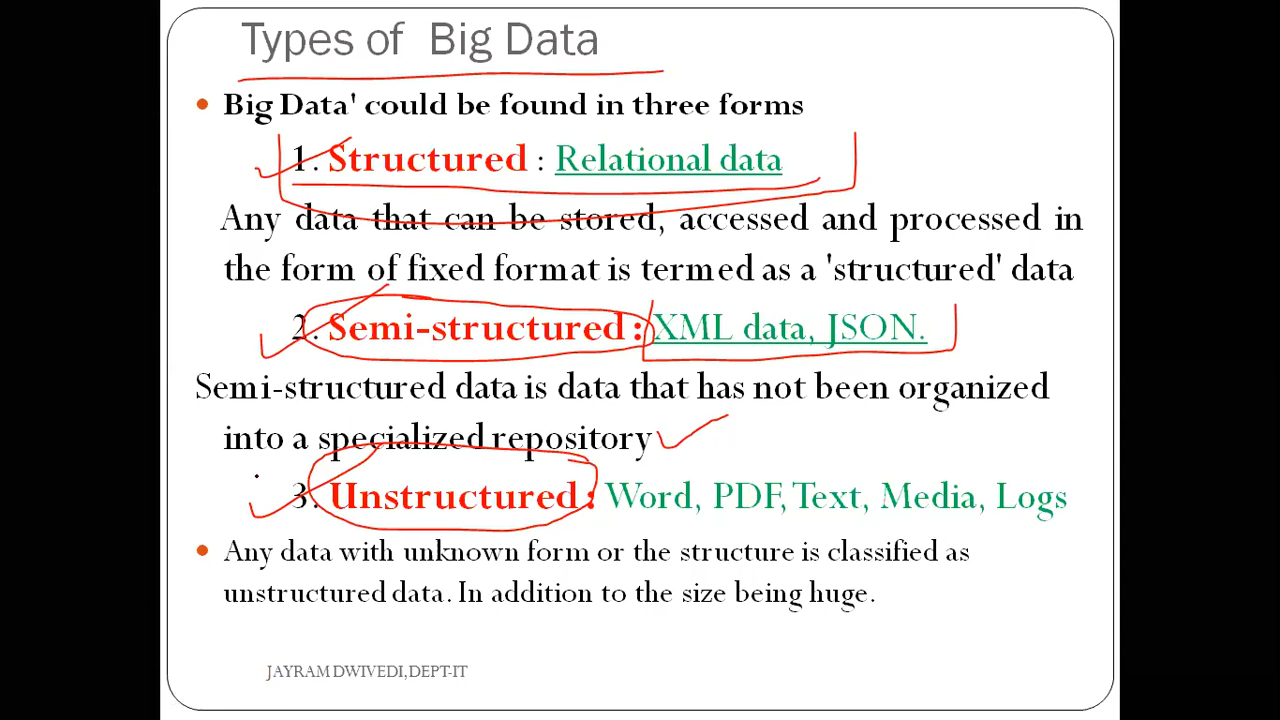 Types of Big Data
• Big Data' could be found in three forms
1. Structured : Relational data
Any data that can be stored, accessed and processed in
the form of fixed format is termed as a 'structured' data
2. Semi-structured : XML data, JSON.
Semi-structured data is data that has not been organized
into a specialized repository
3. Unstructured : Word, PDF, Text, Media, Logs
• Any data with unknown form or the structure is classified as
unstructured data. In addition to the size being huge.
JAYRAM DWIVEDI, DEPT-IT